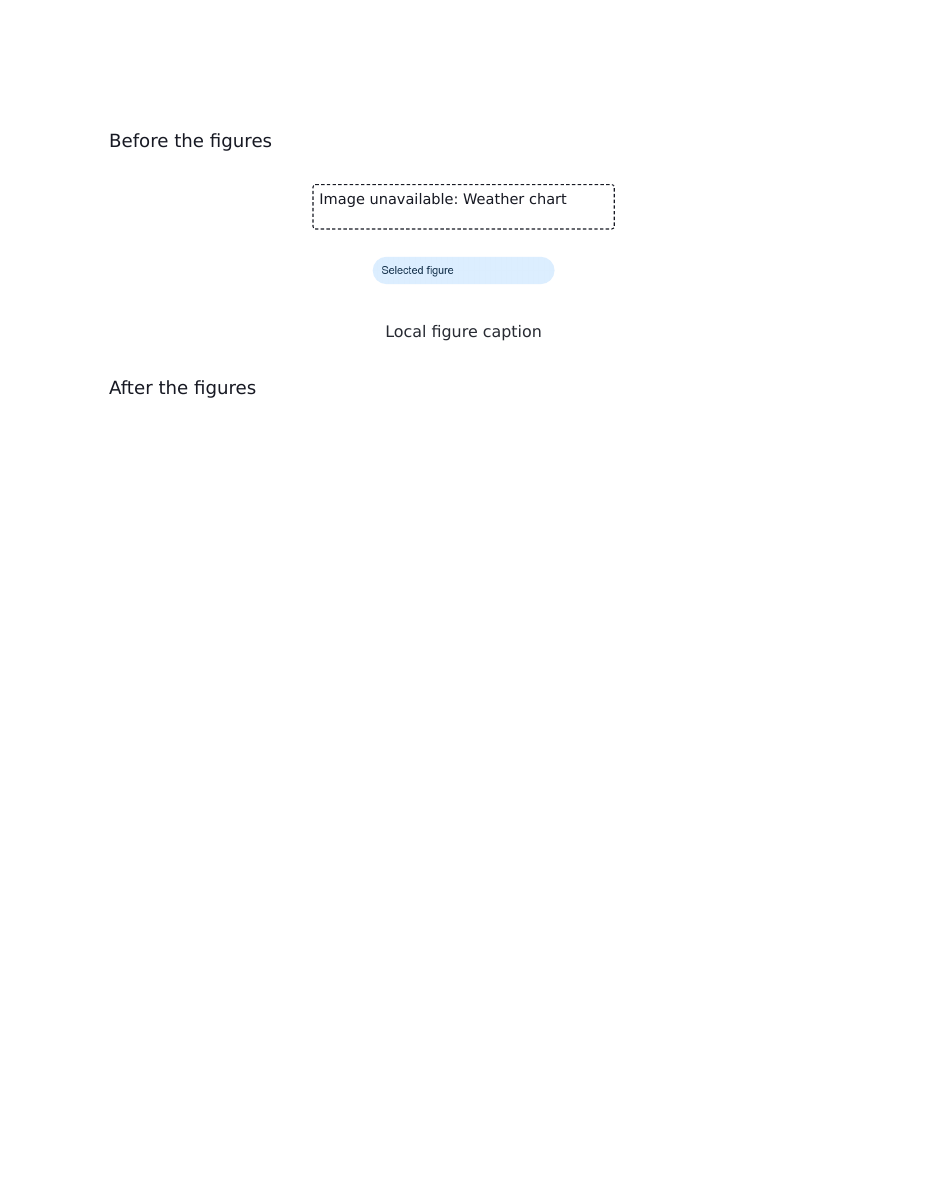 Before the figures
Image unavailable: Weather chart
Selected figure
Local figure caption
After the figures